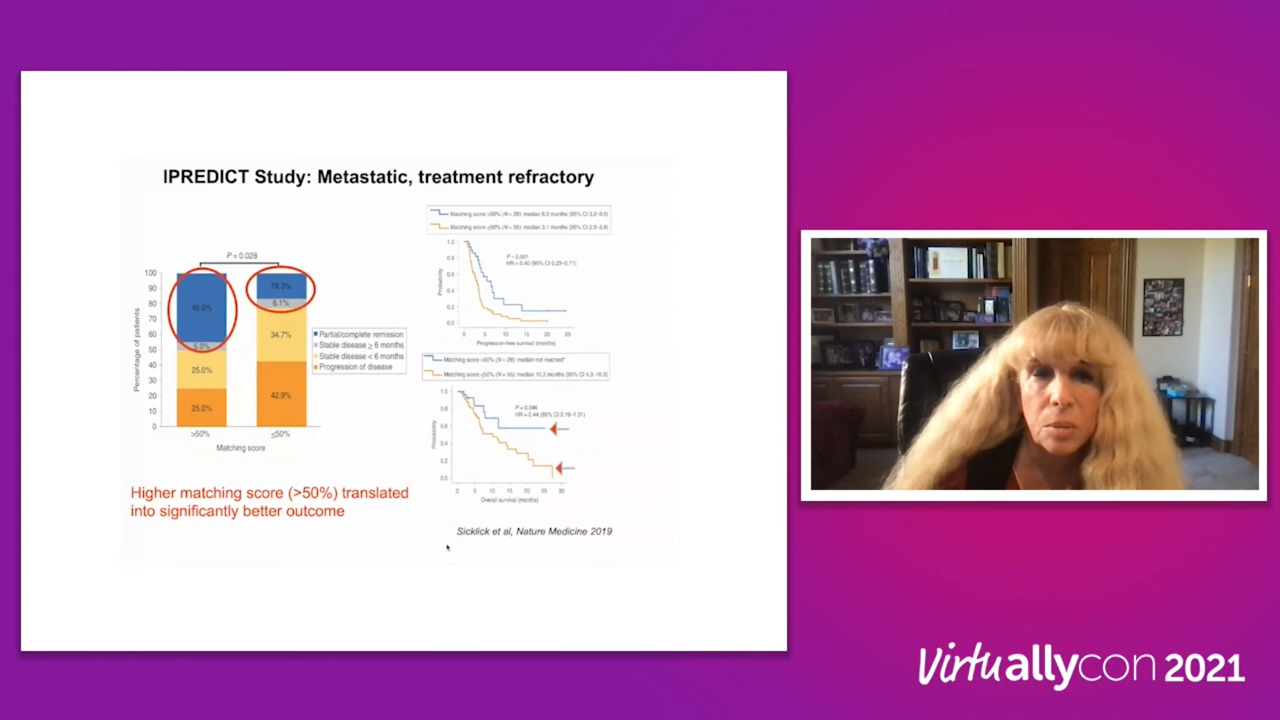 IPREDICT Study: Metastatic, treatment refractory
P = 0.028
Percentage of patients
100
90
80
70
60
50
40
30
20
10
0
45.0%
5.0%
25.0%
25.0%
16.3%
6.1%
34.7%
42.9%
>50%
≤50%
Matching score
Partial/complete remission
Stable disease ≥ 6 months
Stable disease < 6 months
Progression of disease
Matching score >50% (N = 28): median 6.5 months (95% CI 3.2–9.9)
Matching score ≤50% (N = 55): median 3.1 months (95% CI 2.5–3.8)
Probability
1.0
0.8
0.6
0.4
0.2
0.0
P = 0.001
HR = 0.40 (95% CI 0.23–0.71)
0 5 10 15 20 25
Progression-free survival (months)
Matching score >50% (N = 28): median not reached*
Matching score ≤50% (N = 55): median 10.2 months (95% CI
Probability
1.0
0.8
0.6
0.4
0.2
0.0
P = 0.046
HR = 0.44 (95% CI 0.19–1.01)
0 5 10 15 20 25 30
Overall survival (months)
Higher matching score (>50%) translated
into significantly better outcome
Sicklick et al, Nature Medicine 2019
Virtuallycon 2021